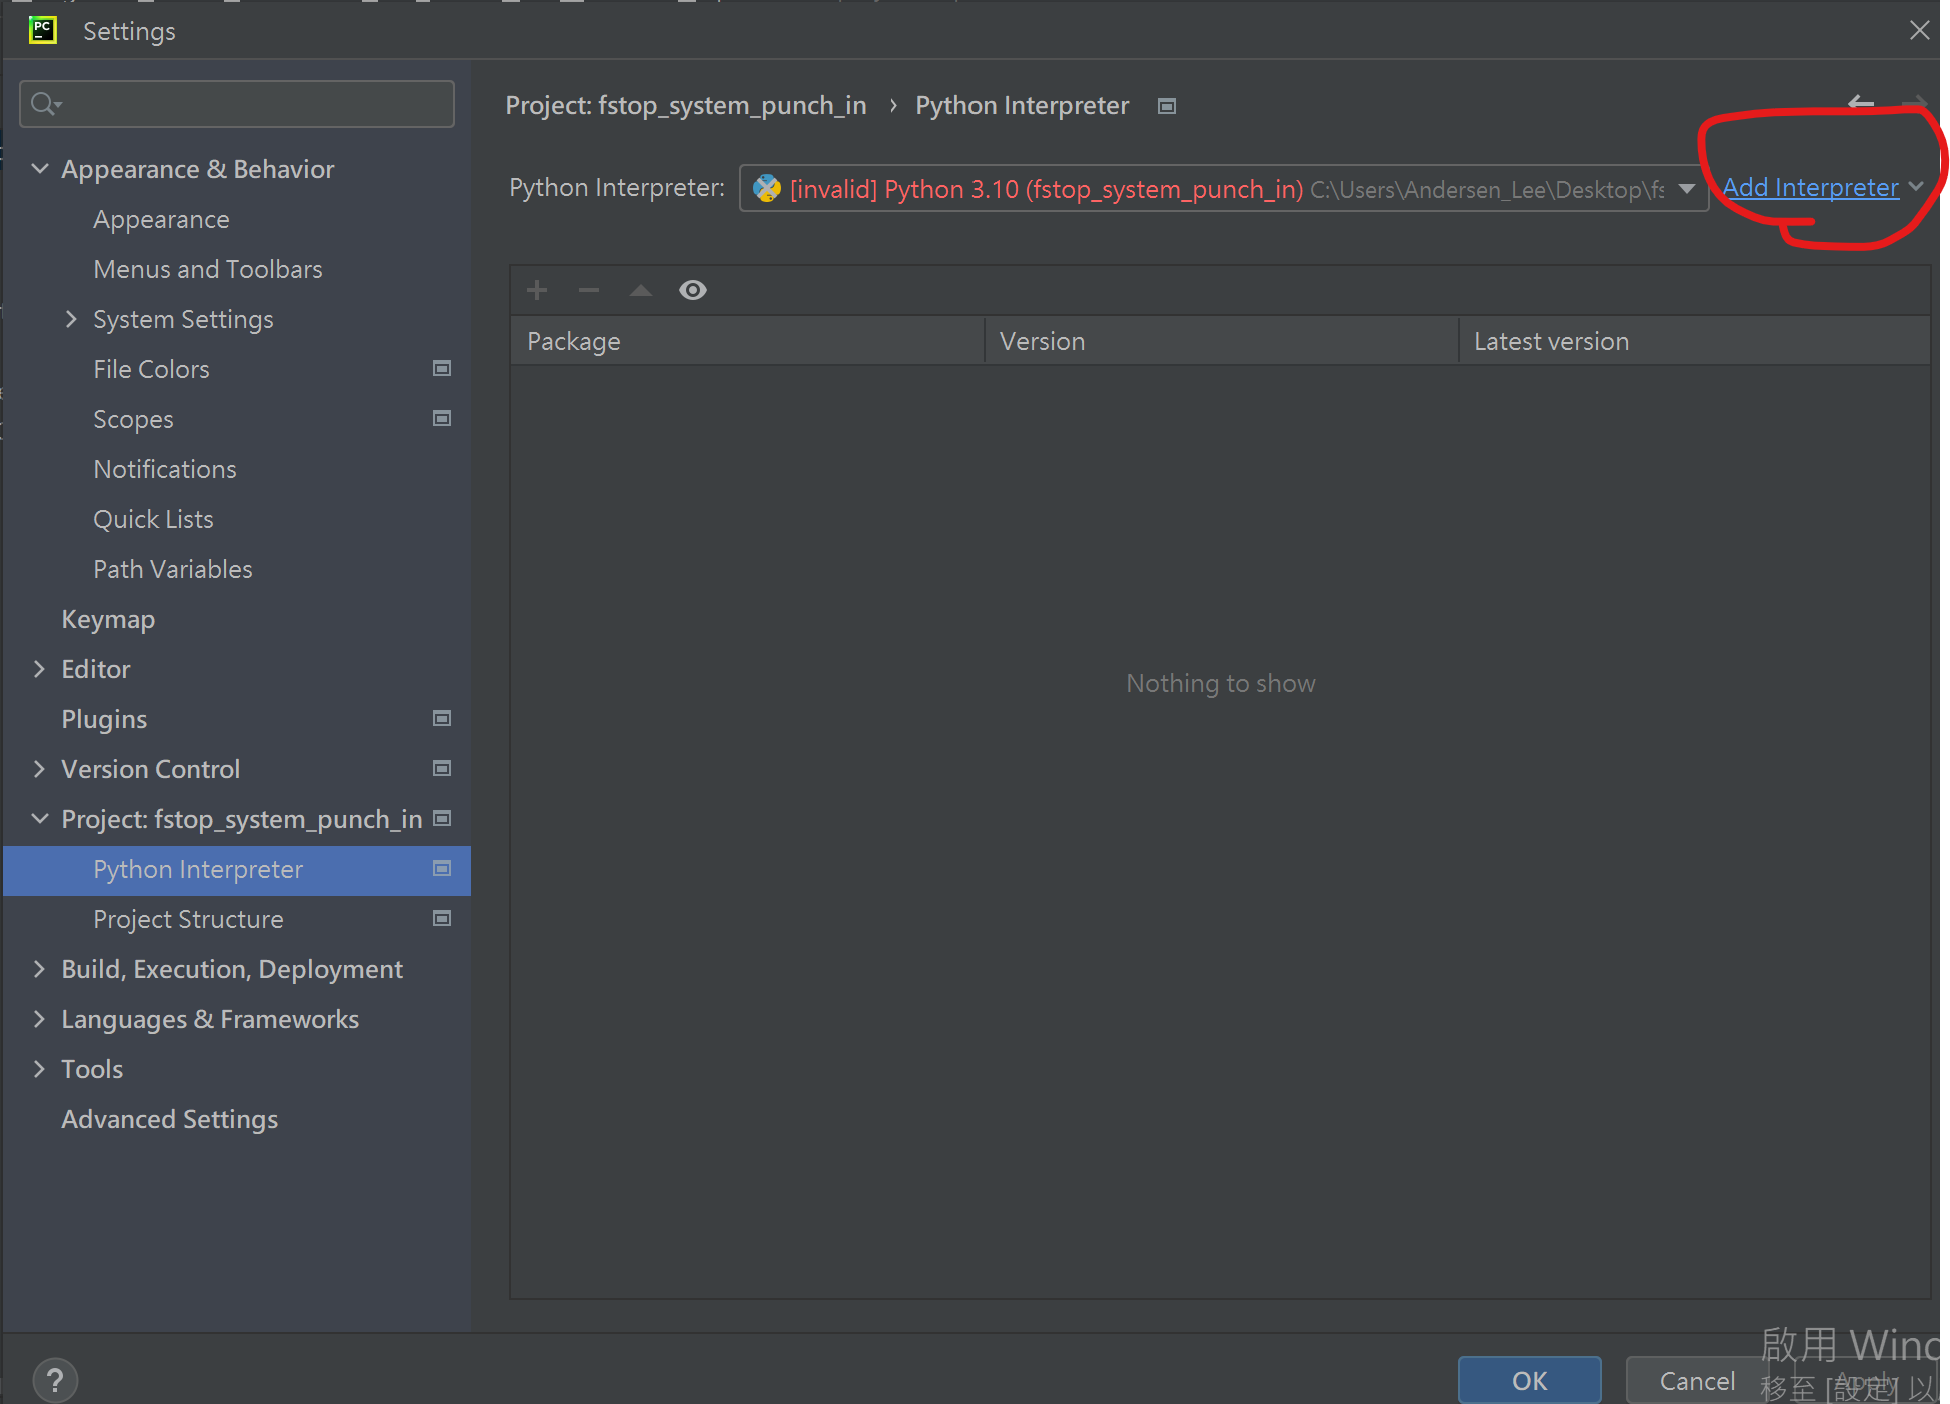 PC Settings
Project: fstop_system_punch_in › Python Interpreter
Appearance & Behavior
Python Interpreter: [invalid] Python 3.10 (fstop_system_punch_in) C:\Users\Andersen_Lee\Desktop\fs Add Interpreter
Appearance
Menus and Toolbars
System Settings
Package Version Latest version
File Colors
Scopes
Notifications
Quick Lists
Path Variables
Keymap
Editor
Nothing to show
Plugins
Version Control
Project: fstop_system_punch_in
Python Interpreter
Project Structure
Build, Execution, Deployment
Languages & Frameworks
Tools
Advanced Settings
啟用 Wind
? OK Cancel Apply
移至 [設定] 以